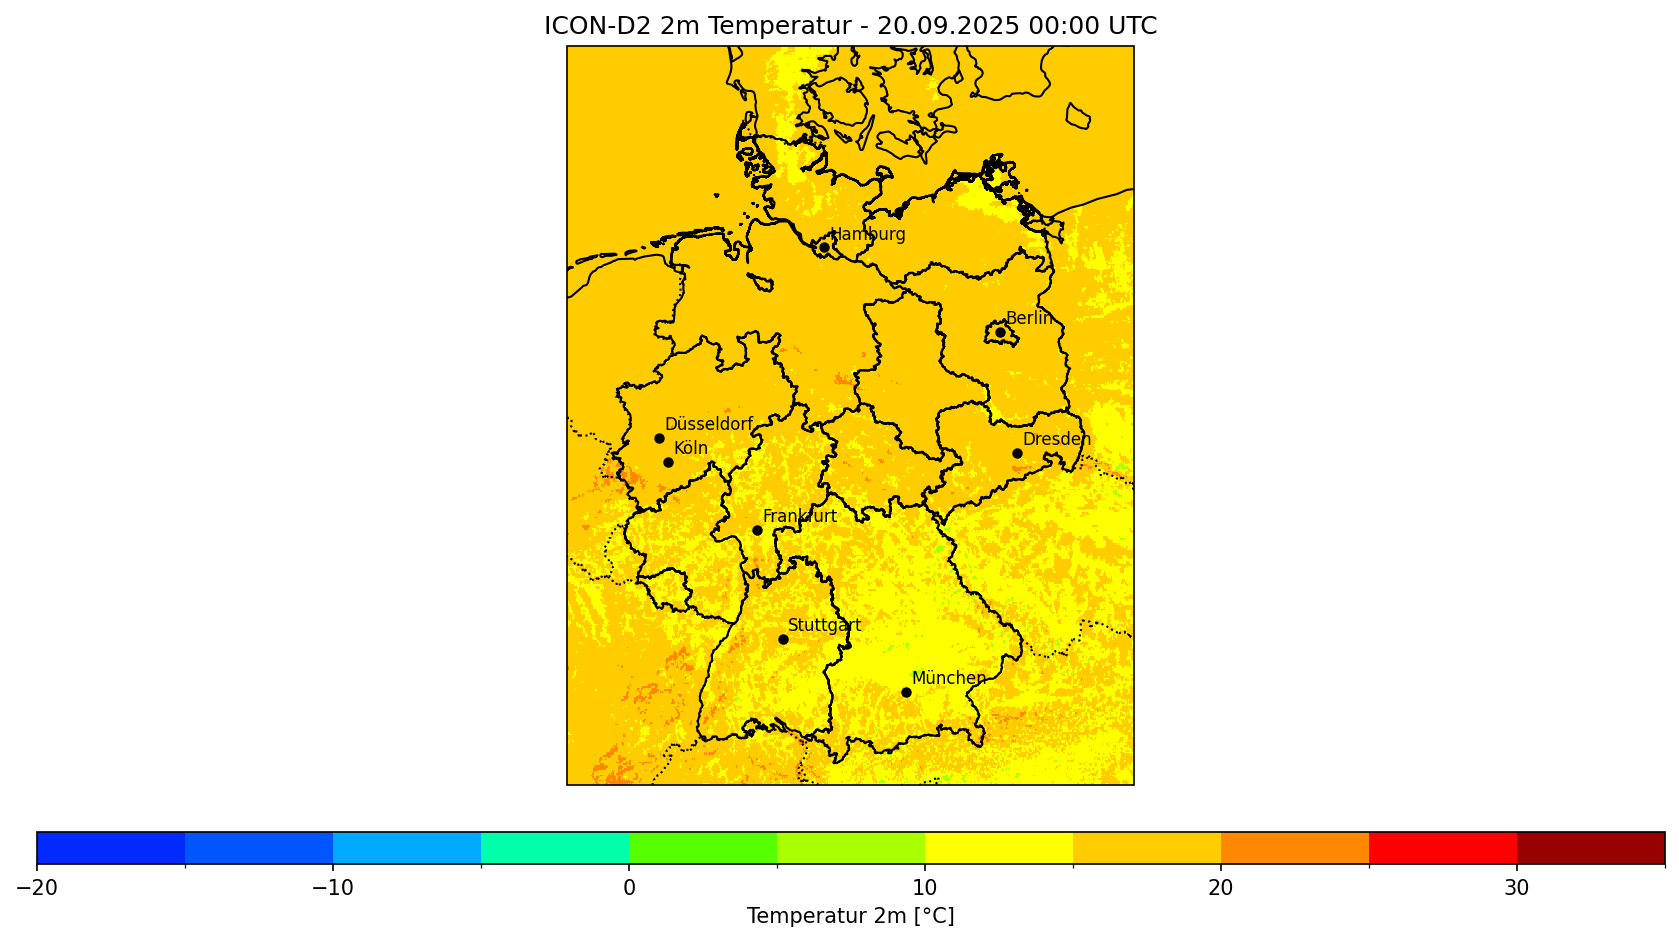 ICON-D2 2m Temperatur - 20.09.2025 00:00 UTC
Hamburg
Berlin
Düsseldorf
Köln
Dresden
Frankfurt
Stuttgart
München
−20 −10 0 10 20 30
Temperatur 2m [°C]